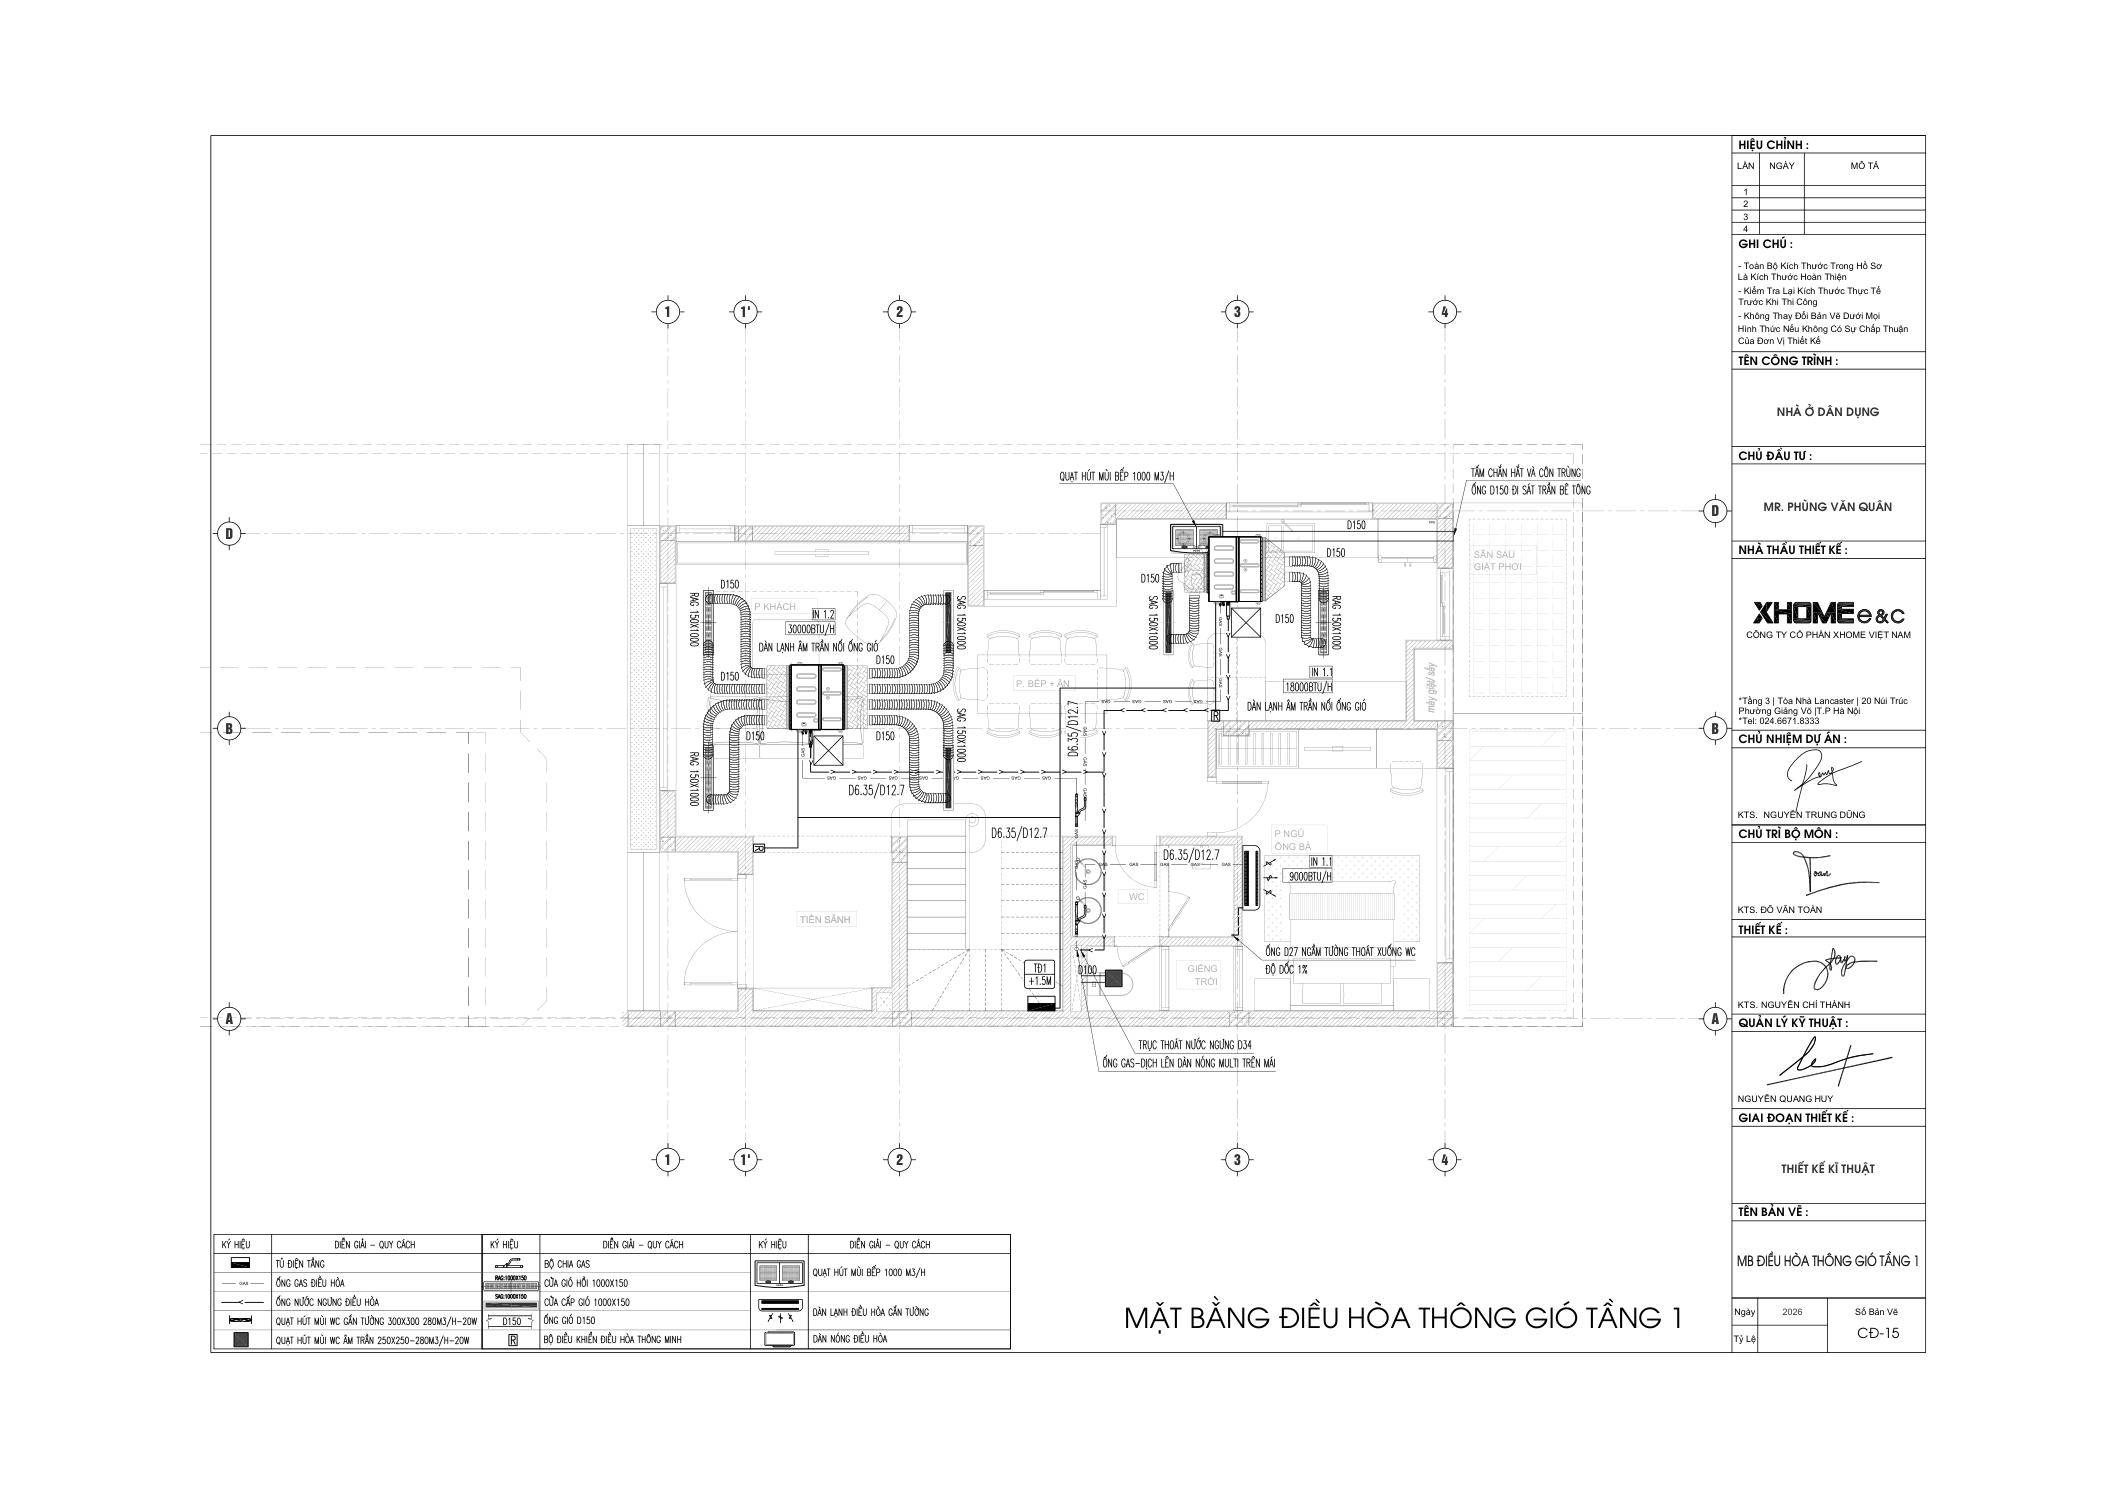 HIỆU CHỈNH :
LẦN NGÀY MÔ TẢ
1
2
3
4
GHI CHÚ :
- Toàn Bộ Kích Thước Trong Hồ Sơ
Là Kích Thước Hoàn Thiện
- Kiểm Tra Lại Kích Thước Thực Tế
Trước Khi Thi Công
- Không Thay Đổi Bản Vẽ Dưới Mọi
Hình Thức Nếu Không Có Sự Chấp Thuận
Của Đơn Vị Thiết Kế
TÊN CÔNG TRÌNH :
NHÀ Ở DÂN DỤNG
CHỦ ĐẦU TƯ :
MR. PHÙNG VĂN QUÂN
NHÀ THẦU THIẾT KẾ :
XHOME e&c
CÔNG TY CỔ PHẦN XHOME VIỆT NAM
*Tầng 3 | Tòa Nhà Lancaster | 20 Núi Trúc
Phường Giảng Võ |T.P Hà Nội
*Tel: 024.6671.8333
CHỦ NHIỆM DỰ ÁN :
KTS. NGUYỄN TRUNG DŨNG
CHỦ TRÌ BỘ MÔN :
KTS. ĐỖ VĂN TOÀN
THIẾT KẾ :
KTS. NGUYỄN CHÍ THÀNH
QUẢN LÝ KỸ THUẬT :
NGUYỄN QUANG HUY
GIAI ĐOẠN THIẾT KẾ :
THIẾT KẾ KĨ THUẬT
TÊN BẢN VẼ :
MB ĐIỀU HÒA THÔNG GIÓ TẦNG 1
Ngày 2026 Số Bản Vẽ
Tỷ Lệ CĐ-15
1 1' 2 3 4
QUẠT HÚT MÙI BẾP 1000 M3/H
TẤM CHẮN HẮT VÀ CÔN TRÙNG
ỐNG D150 ĐI SÁT TRẦN BÊ TÔNG
D D
D150
SÂN SAU
GIẶT PHƠI
D150
D150
D150
RAG 150X1000
P KHÁCH
IN 1.2
30000BTU/H
DÀN LẠNH ÂM TRẦN NỐI ỐNG GIÓ
SAG 150X1000
SAG 150X1000
D150
RAG 150X1000
D150
D150
P. BẾP + ĂN
IN 1.1
18000BTU/H
DÀN LẠNH ÂM TRẦN NỐI ỐNG GIÓ
máy giặt/ sấy
R
B B
D150
D150
SAG 150X1000
RAG 150X1000
D6.35/D12.7
GAS
D6.35/D12.7
D6.35/D12.7
R
P NGỦ
ÔNG BÀ
IN 1.1
9000BTU/H
D6.35/D12.7
WC
TIỀN SẢNH
ỐNG D27 NGẦM TƯỜNG THOÁT XUỐNG WC
ĐỘ DỐC 1%
TĐ1
+1.5M
D100
GIẾNG
TRỜI
A A
TRỤC THOÁT NƯỚC NGƯNG D34
ỐNG GAS-DỊCH LÊN DÀN NÓNG MULTI TRÊN MÁI
1 1' 2 3 4
KÝ HIỆU DIỄN GIẢI - QUY CÁCH KÝ HIỆU DIỄN GIẢI - QUY CÁCH KÝ HIỆU DIỄN GIẢI - QUY CÁCH
TỦ ĐIỆN TẦNG
GAS ỐNG GAS ĐIỀU HÒA
ỐNG NƯỚC NGƯNG ĐIỀU HÒA
QUẠT HÚT MÙI WC GẮN TƯỜNG 300X300 280M3/H-20W
QUẠT HÚT MÙI WC ÂM TRẦN 250X250-280M3/H-20W
BỘ CHIA GAS
RAG:1000X150 CỬA GIÓ HỒI 1000X150
SAG:1000X150 CỬA CẤP GIÓ 1000X150
D150 ỐNG GIÓ D150
R BỘ ĐIỀU KHIỂN ĐIỀU HÒA THÔNG MINH
QUẠT HÚT MÙI BẾP 1000 M3/H
DÀN LẠNH ĐIỀU HÒA GẮN TƯỜNG
DÀN NÓNG ĐIỀU HÒA
MẶT BẰNG ĐIỀU HÒA THÔNG GIÓ TẦNG 1